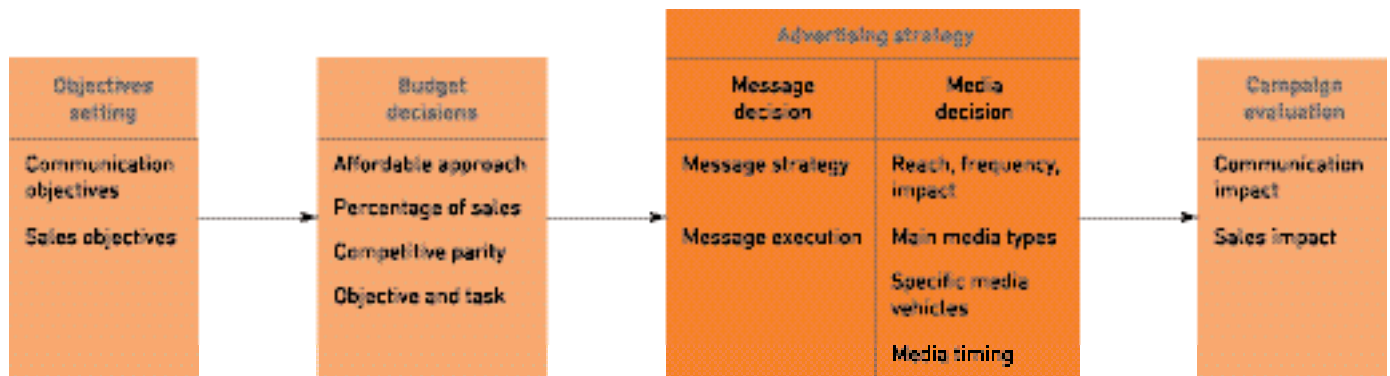 Objectives
setting
Communication
objectives
Sales objectives
Budget
decisions
Affordable approach
Percentage of sales
Competitive parity
Objective and task
Advertising strategy
Message
decision
Message strategy
Message execution
Media
decision
Reach, frequency,
impact
Main media types
Specific media
vehicles
Media timing
Campaign
evaluation
Communication
impact
Sales impact